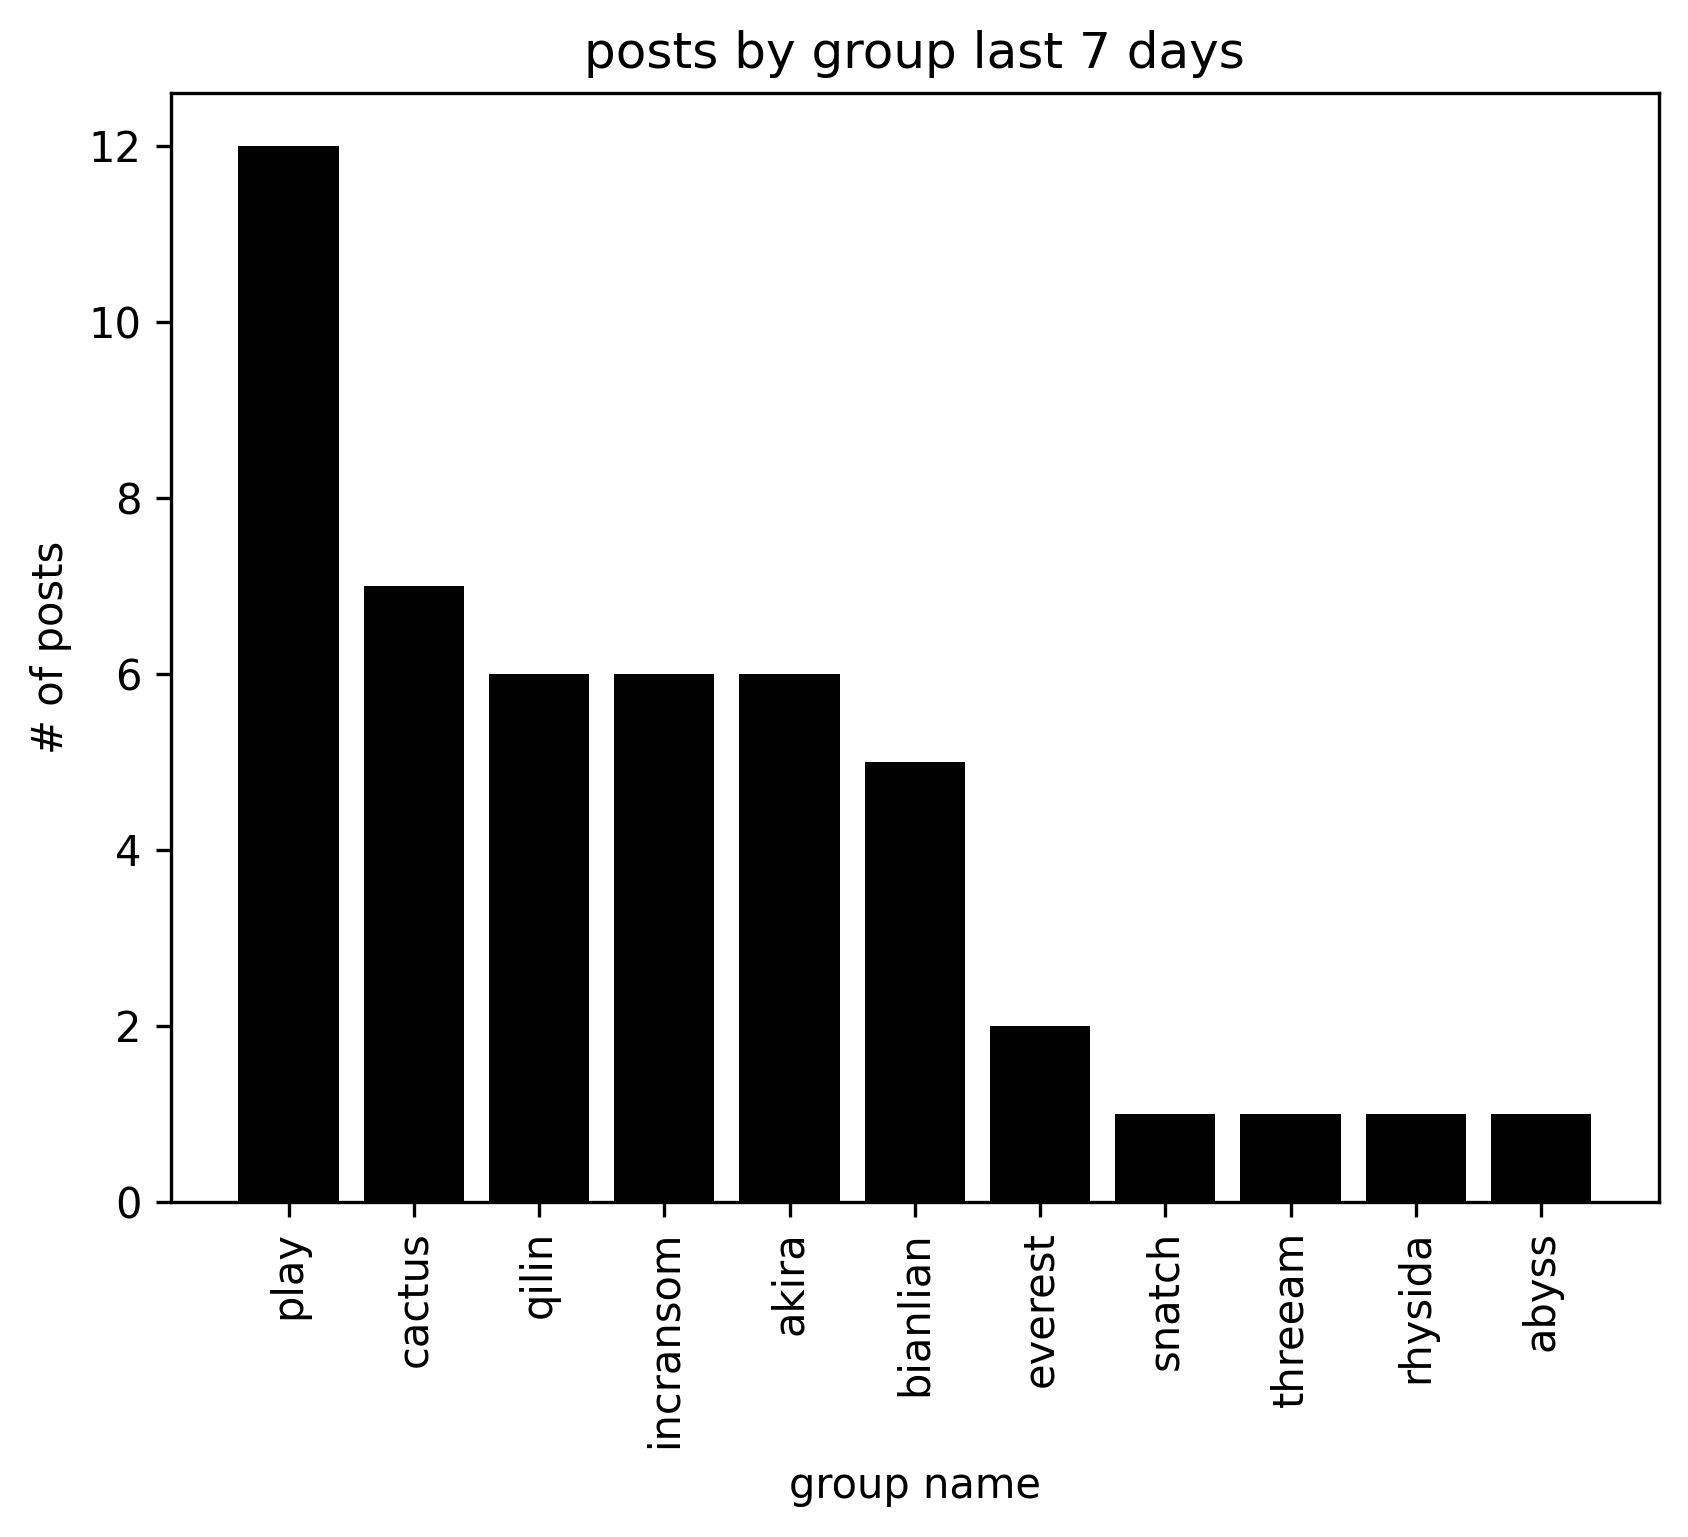 posts by group last 7 days
12
10
8
6
4
2
0
# of posts
play
cactus
qilin
incransom
akira
bianlian
everest
snatch
threeam
rhysida
abyss
group name